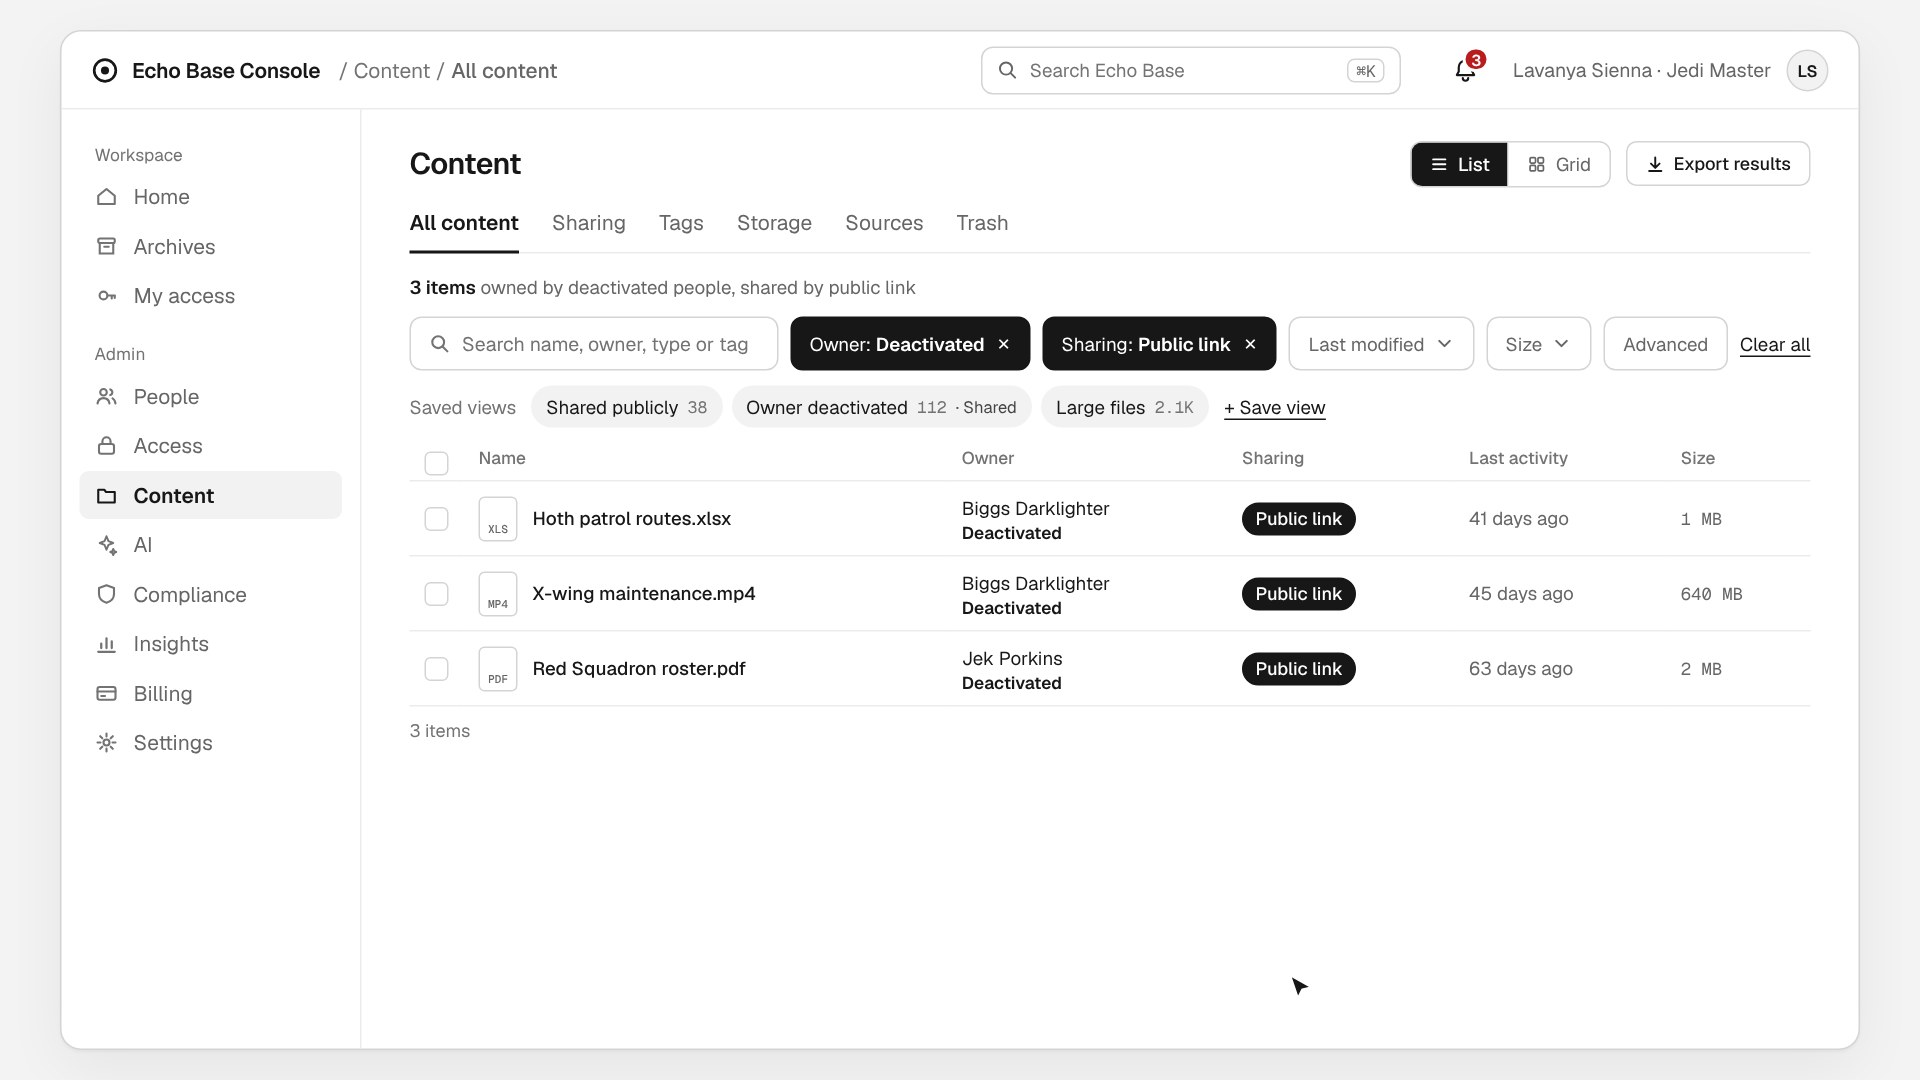 Echo Base Console / Content / All content
Search Echo Base ⌘K
3
Lavanya Sienna · Jedi Master LS
Workspace
Home
Archives
My access
Admin
People
Access
Content
AI
Compliance
Insights
Billing
Settings
Content
List Grid Export results
All content Sharing Tags Storage Sources Trash
3 items owned by deactivated people, shared by public link
Search name, owner, type or tag Owner: Deactivated × Sharing: Public link × Last modified Size Advanced Clear all
Saved views Shared publicly 38 Owner deactivated 112 · Shared Large files 2.1K + Save view
Name Owner Sharing Last activity Size
XLS Hoth patrol routes.xlsx Biggs Darklighter Public link 41 days ago 1 MB
Deactivated
MP4 X-wing maintenance.mp4 Biggs Darklighter Public link 45 days ago 640 MB
Deactivated
PDF Red Squadron roster.pdf Jek Porkins Public link 63 days ago 2 MB
Deactivated
3 items